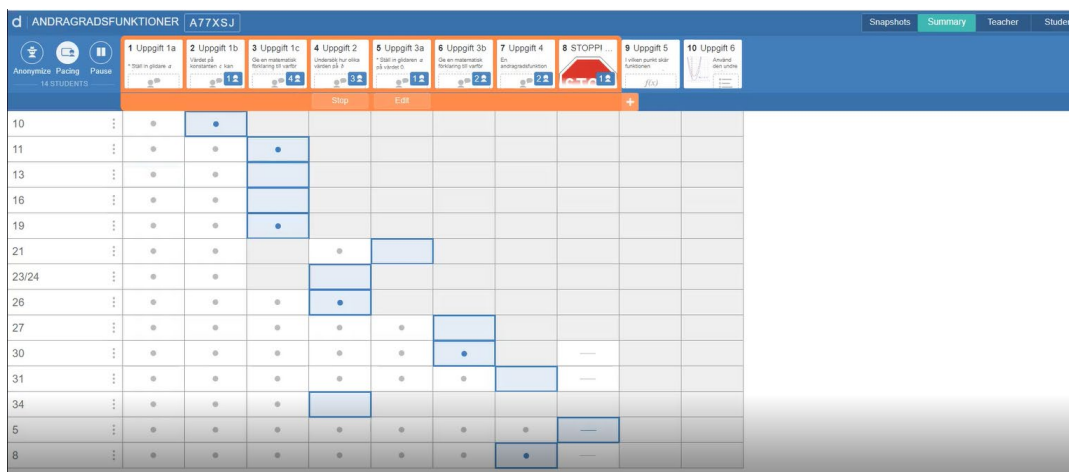 d ANDRAGRADSFUNKTIONER A77XSJ
Snapshots Summary Teacher Stude
Anonymize Pacing Pause
14 STUDENTS
1 Uppgift 1a
* Ställ in glidare a
2 Uppgift 1b
Värdet på
konstanten c kan
1
3 Uppgift 1c
Ge en matematisk
förklaring till varför
4
4 Uppgift 2
Undersök hur olika
värden på b
3
5 Uppgift 3a
* Ställ in glidaren a
på värdet 0
1
6 Uppgift 3b
Ge en matematisk
förklaring till varför
2
7 Uppgift 4
En
andragradsfunktion
2
8 STOPP! ...
1
9 Uppgift 5
I vilken punkt skär
funktionen
f(x)
10 Uppgift 6
Använd
den undre
Stop Edit +
10
11
13
16
19
21
23/24
26
27
30
31
34
5
8